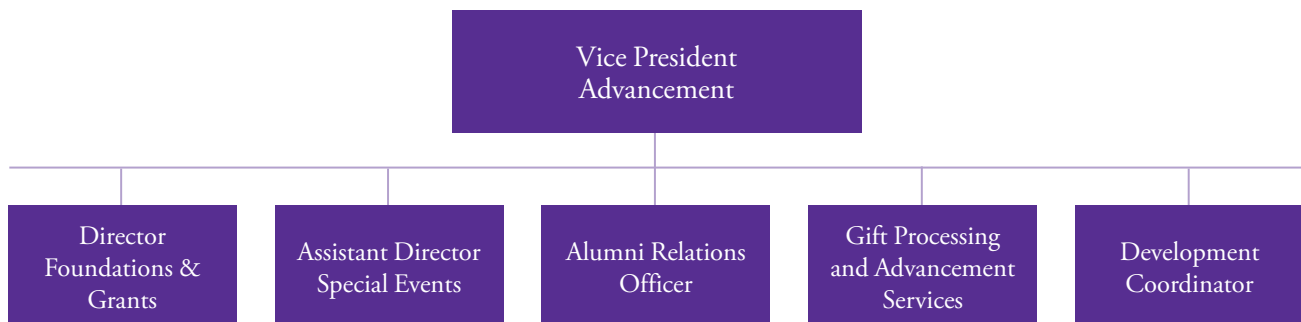 Vice President
Advancement
Director
Foundations &
Grants
Assistant Director
Special Events
Alumni Relations
Officer
Gift Processing
and Advancement
Services
Development
Coordinator